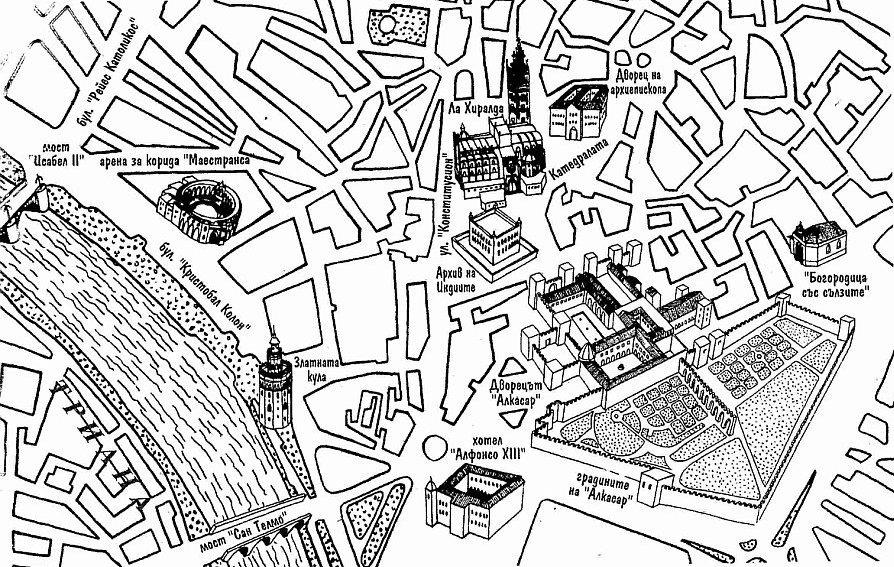 бул. "Рейес Католикос"
мост
"Исабел II"
арена за корида "Маестранса"
Ла Хиралда
Дворец на
архиепископа
Катедралата
ул. "Конститусион"
бул. "Кристобал Колон"
Архив на
Индиите
"Богородица
със сълзите"
Златната
кула
Дворецът
"Алкасар"
ТРИАНА
хотел
"Алфонсо XIII"
градините
на "Алкасар"
мост "Сан Телмо"